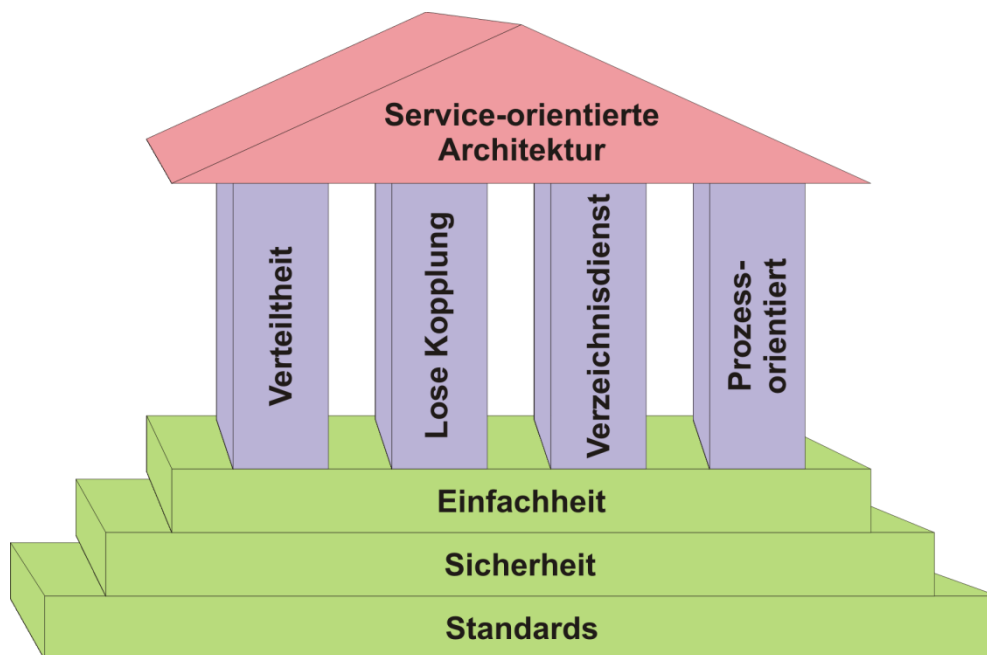 Service-orientierte
Architektur
Verteiltheit
Lose Kopplung
Verzeichnisdienst
Prozess-
orientiert
Einfachheit
Sicherheit
Standards